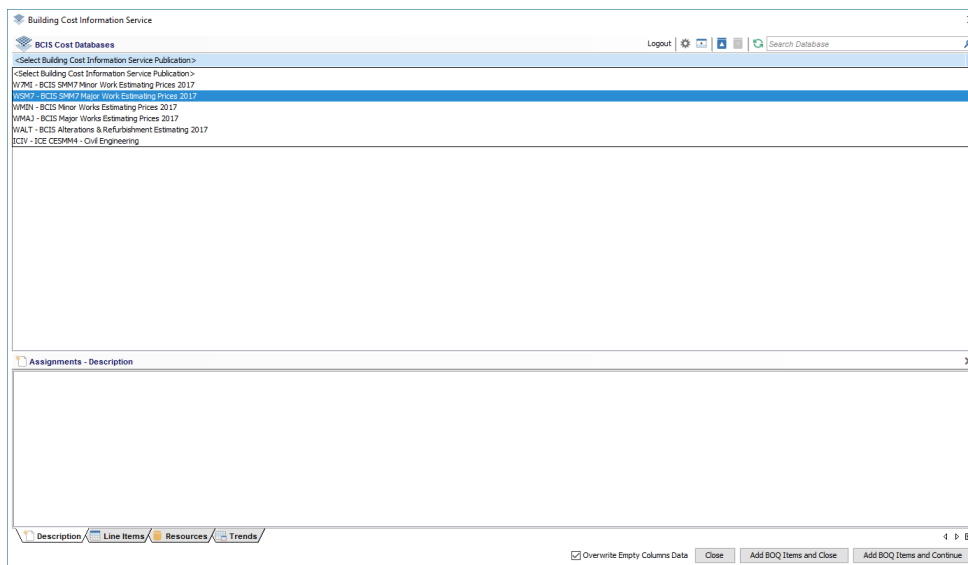 Building Cost Information Service
BCIS Cost Databases
Logout
Search Database
<Select Building Cost Information Service Publication>
<Select Building Cost Information Service Publication>
W7MI - BCIS SMM7 Minor Work Estimating Prices 2017
WSM7 - BCIS SMM7 Major Work Estimating Prices 2017
WMIN - BCIS Minor Works Estimating Prices 2017
WMAJ - BCIS Major Works Estimating Prices 2017
WALT - BCIS Alterations & Refurbishment Estimating 2017
ICIV - ICE CESMM4 - Civil Engineering
Assignments - Description
Description Line Items Resources Trends
Overwrite Empty Columns Data Close Add BOQ Items and Close Add BOQ Items and Continue